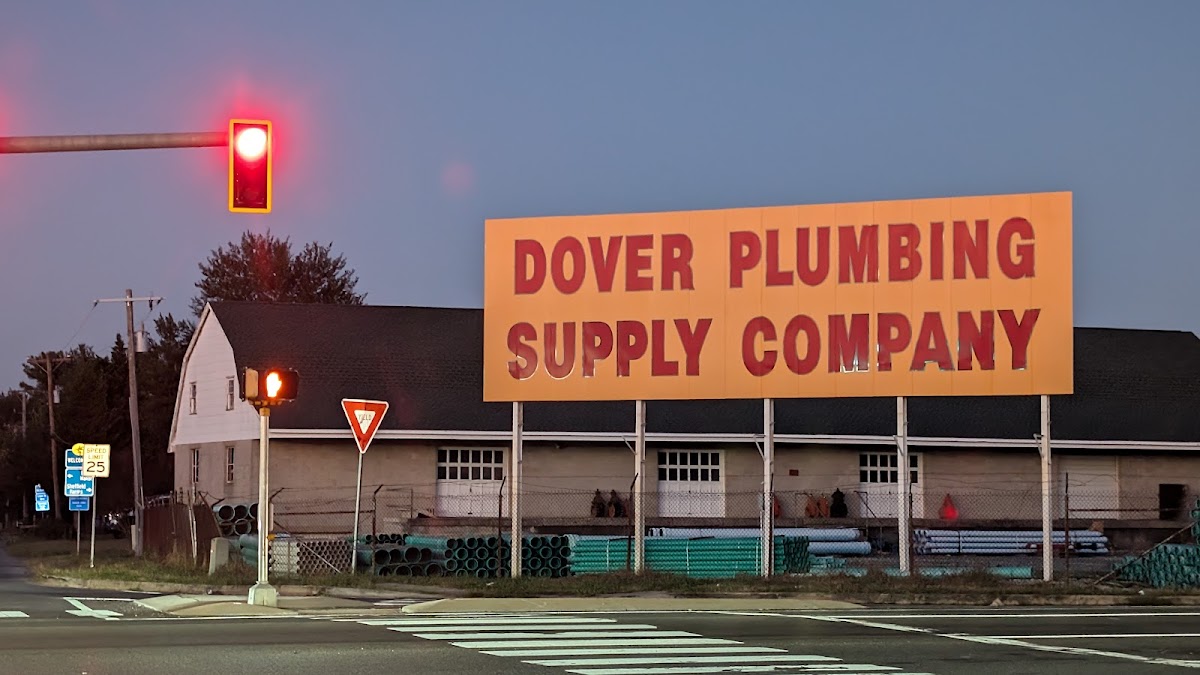 DOVER PLUMBING
SUPPLY COMPANY
YIELD
SPEED
LIMIT
25